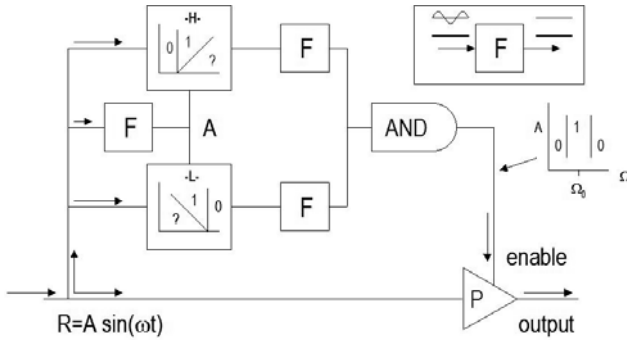 -H-
0 1
?
F
F
F
A
AND
A
0 1 0
Ω₀
Ω
-L-
1 0
?
F
enable
P
R=A sin(ωt)
output